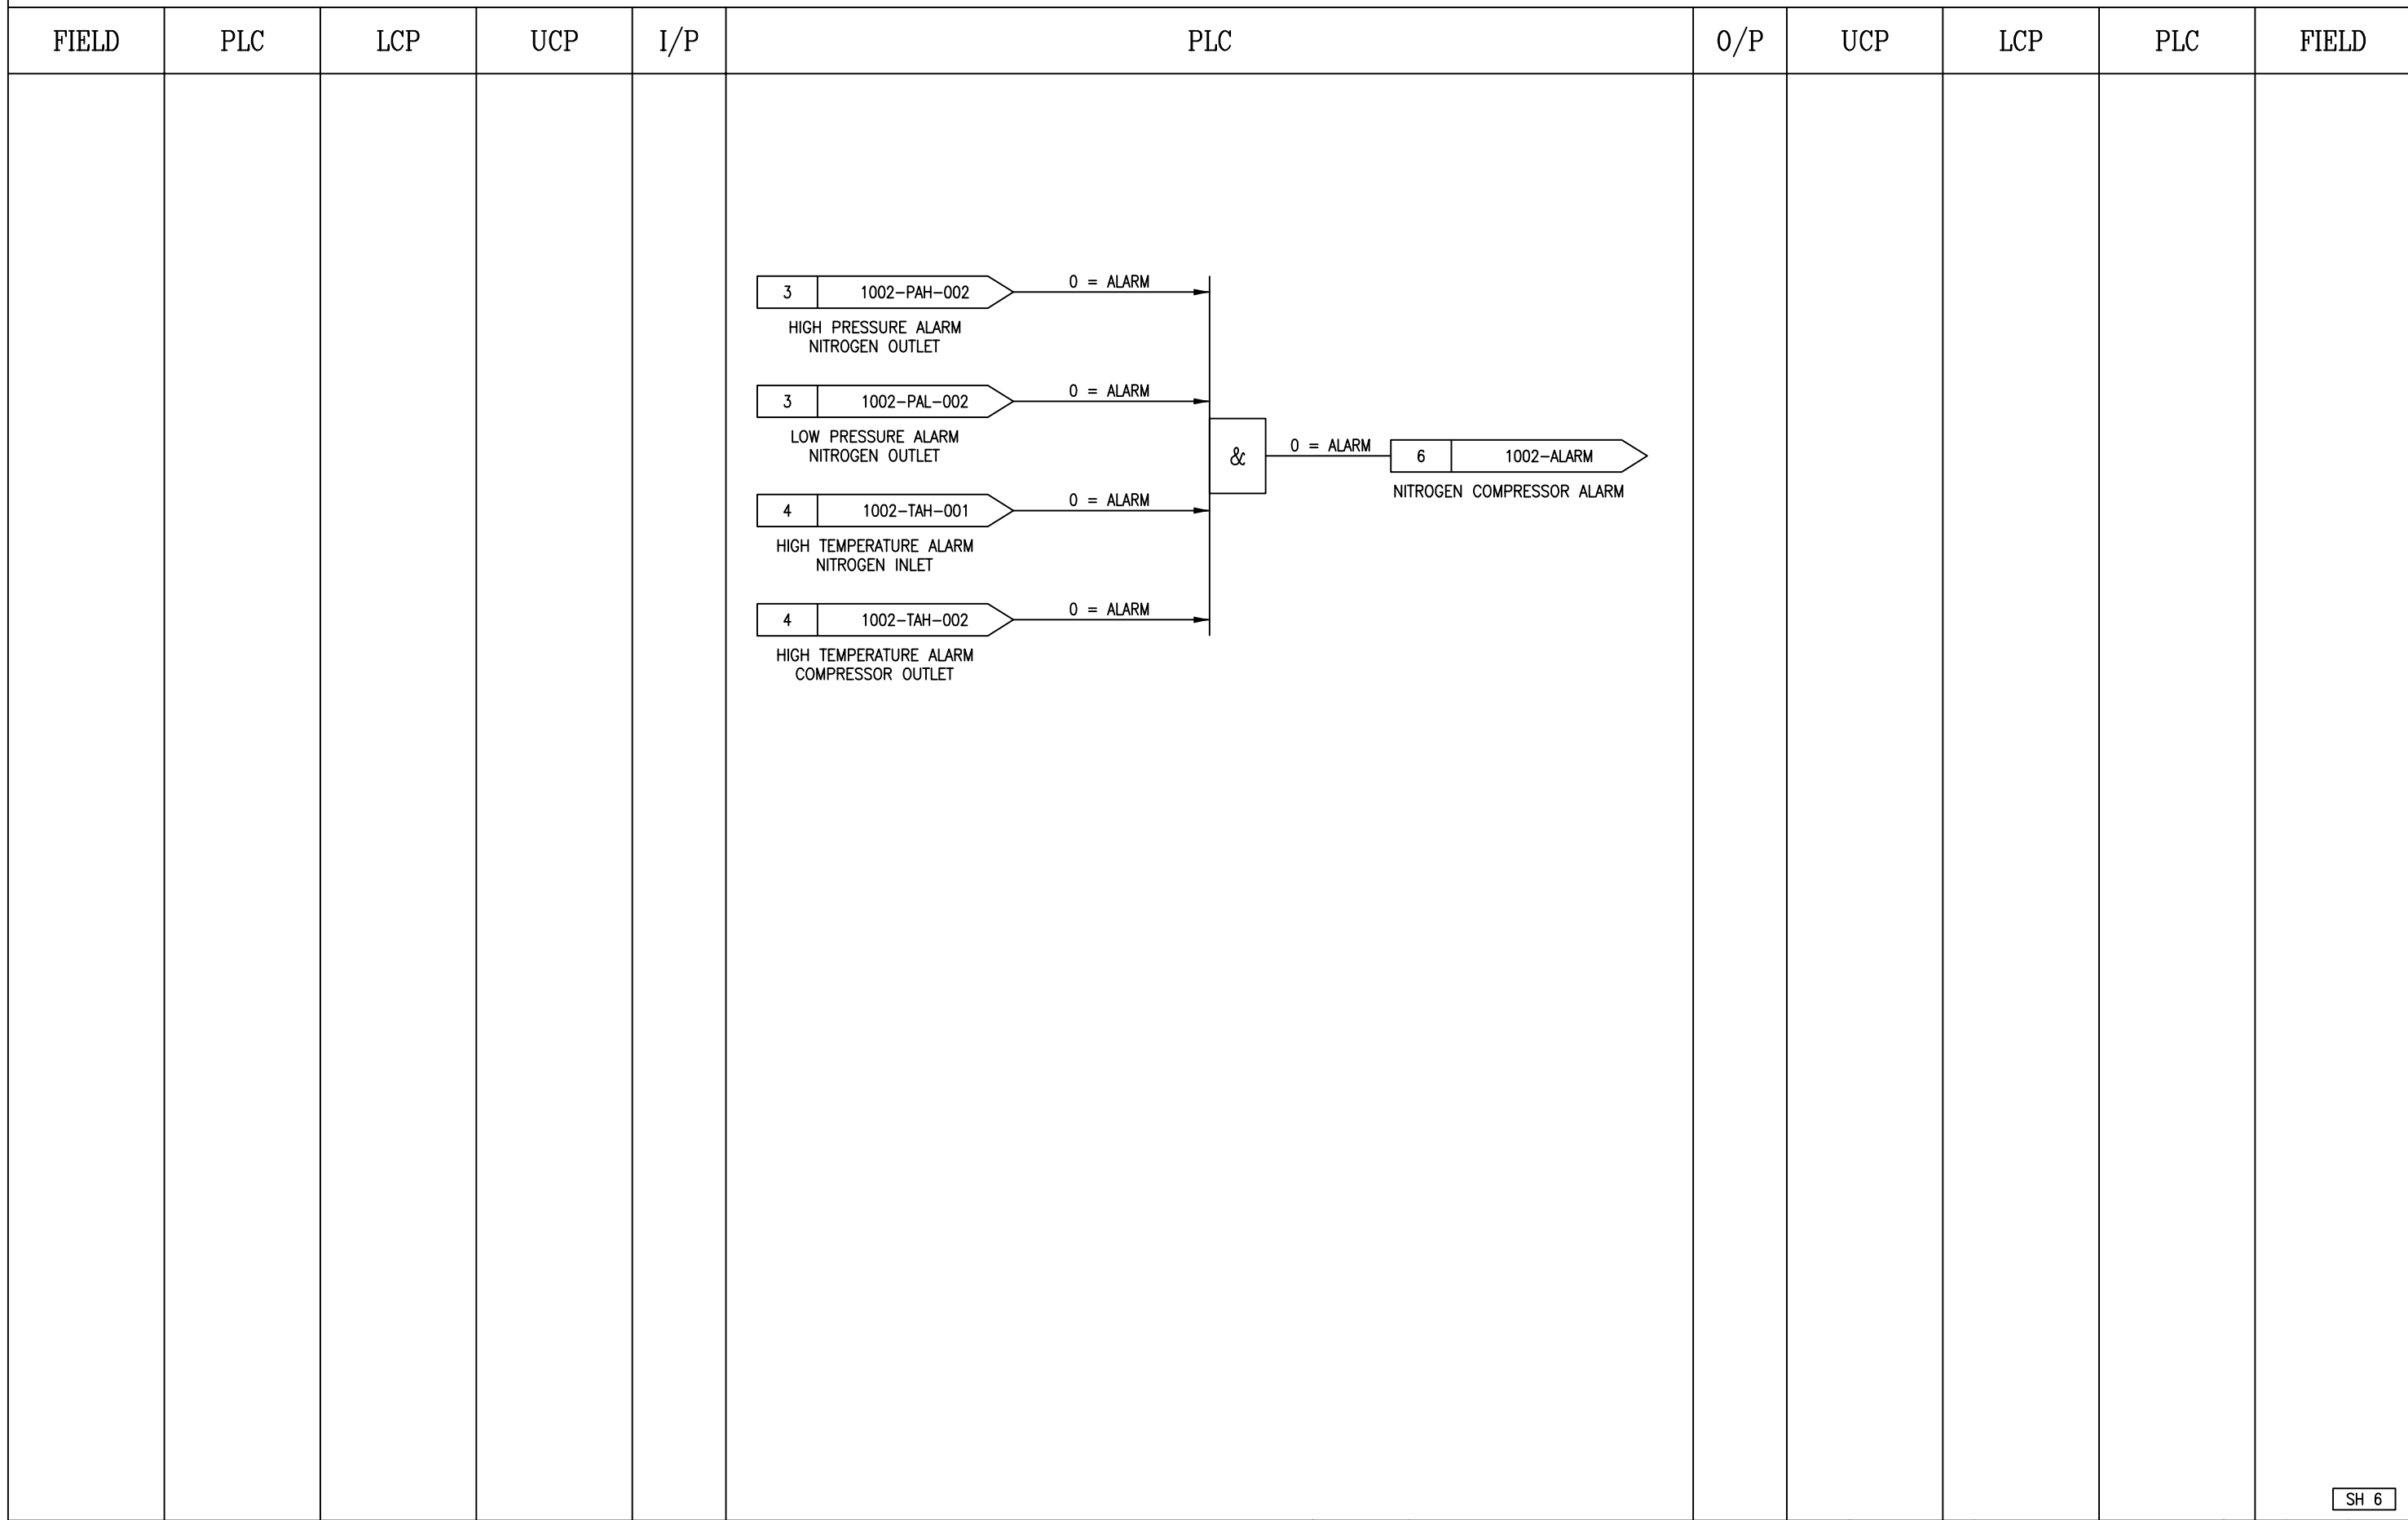 FIELD PLC LCP UCP I/P PLC O/P UCP LCP PLC FIELD
3 1002-PAH-002 0 = ALARM
HIGH PRESSURE ALARM
NITROGEN OUTLET
3 1002-PAL-002 0 = ALARM
LOW PRESSURE ALARM
NITROGEN OUTLET
& 0 = ALARM 6 1002-ALARM
NITROGEN COMPRESSOR ALARM
4 1002-TAH-001 0 = ALARM
HIGH TEMPERATURE ALARM
NITROGEN INLET
4 1002-TAH-002 0 = ALARM
HIGH TEMPERATURE ALARM
COMPRESSOR OUTLET
SH 6